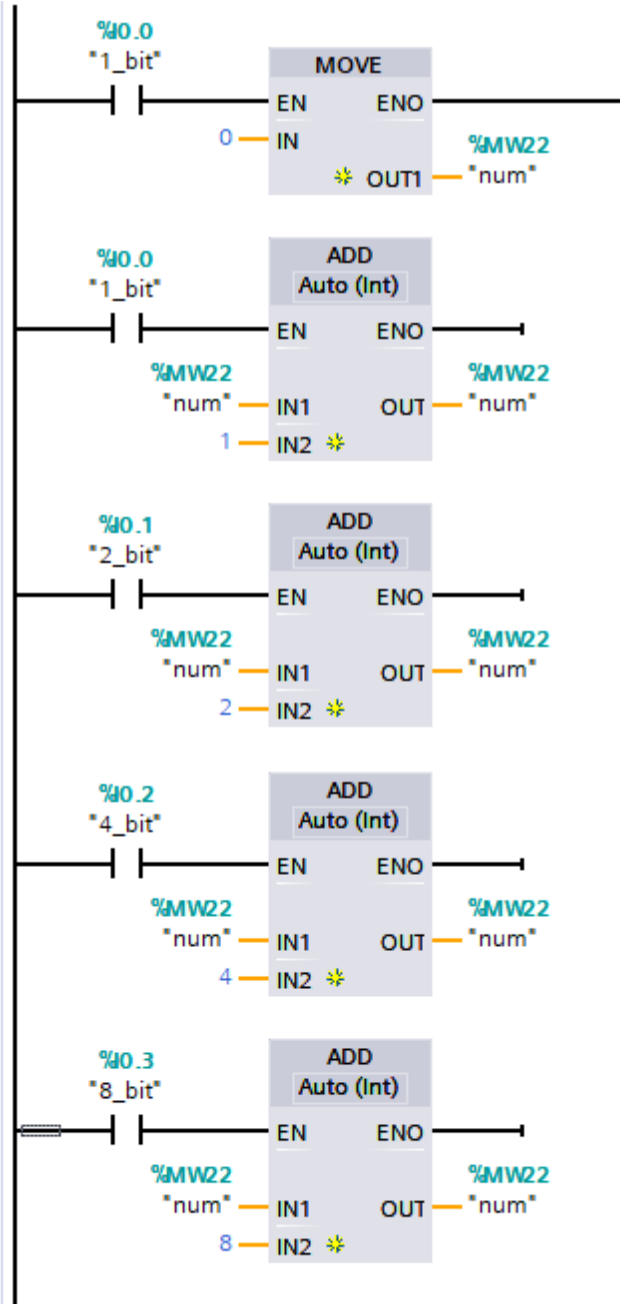 %I0.0
"1_bit"
MOVE
EN ENO
0 IN
%MW22
OUT1 "num"
%I0.0
"1_bit"
ADD
Auto (Int)
EN ENO
%MW22 %MW22
"num" IN1 OUT "num"
1 IN2
%I0.1
"2_bit"
ADD
Auto (Int)
EN ENO
%MW22 %MW22
"num" IN1 OUT "num"
2 IN2
%I0.2
"4_bit"
ADD
Auto (Int)
EN ENO
%MW22 %MW22
"num" IN1 OUT "num"
4 IN2
%I0.3
"8_bit"
ADD
Auto (Int)
EN ENO
%MW22 %MW22
"num" IN1 OUT "num"
8 IN2